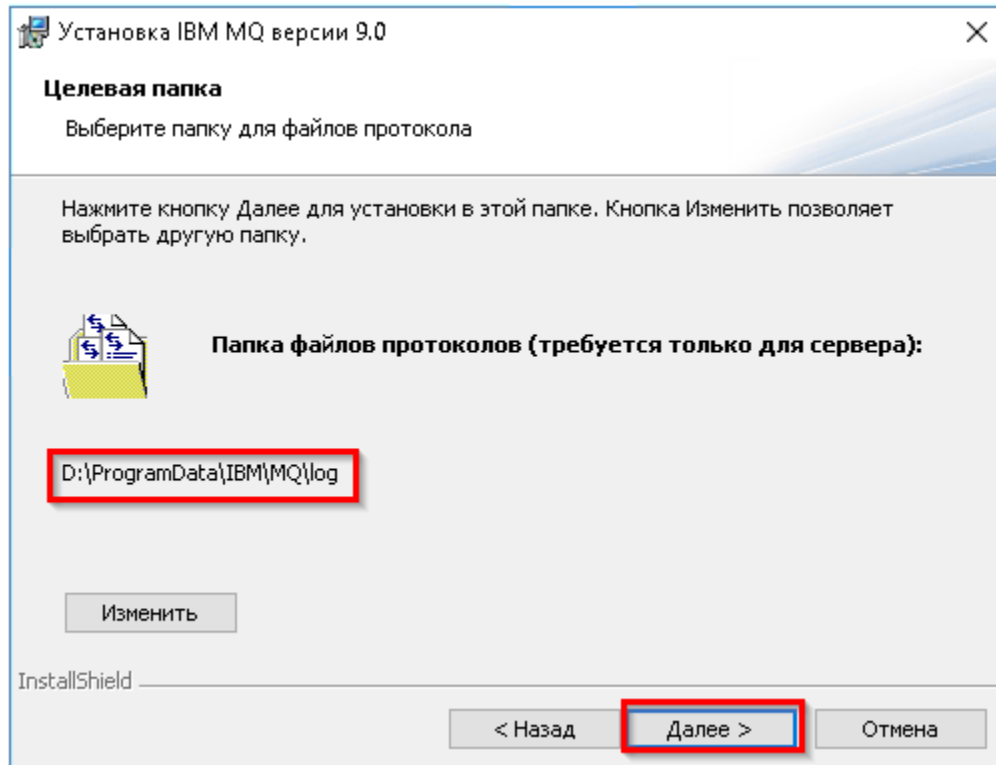 Установка IBM MQ версии 9.0
Целевая папка
Выберите папку для файлов протокола
Нажмите кнопку Далее для установки в этой папке. Кнопка Изменить позволяет
выбрать другую папку.
Папка файлов протоколов (требуется только для сервера):
D:\ProgramData\IBM\MQ\log
Изменить
InstallShield
< Назад
Далее >
Отмена